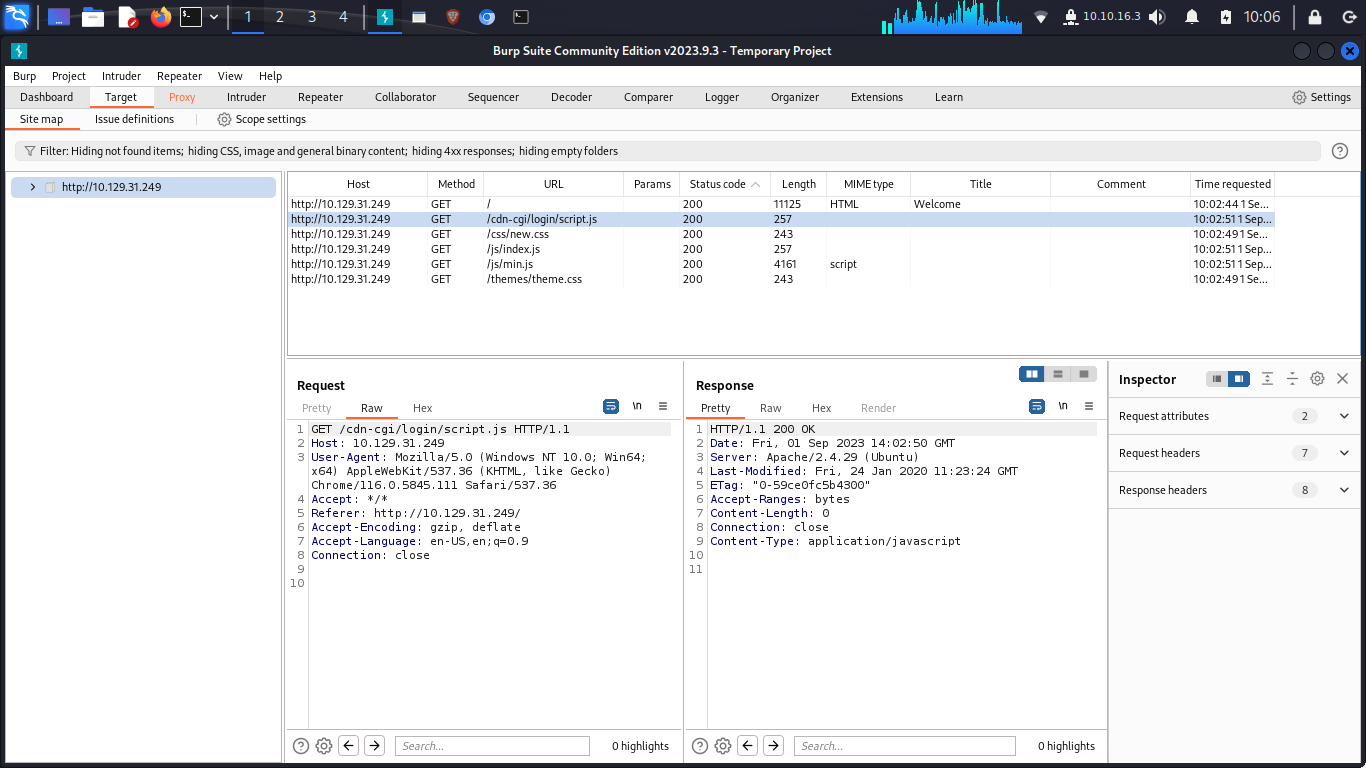 1 2 3 4 10.10.16.3 10:06
Burp Suite Community Edition v2023.9.3 - Temporary Project
Burp Project Intruder Repeater View Help
Dashboard Target Proxy Intruder Repeater Collaborator Sequencer Decoder Comparer Logger Organizer Extensions Learn Settings
Site map Issue definitions Scope settings
Filter: Hiding not found items; hiding CSS, image and general binary content; hiding 4xx responses; hiding empty folders
http://10.129.31.249
Host Method URL Params Status code Length MIME type Title Comment Time requested
http://10.129.31.249 GET / 200 11125 HTML Welcome 10:02:44 1 Se...
http://10.129.31.249 GET /cdn-cgi/login/script.js 200 257 10:02:51 1 Sep...
http://10.129.31.249 GET /css/new.css 200 243 10:02:49 1 Se...
http://10.129.31.249 GET /js/index.js 200 257 10:02:51 1 Sep...
http://10.129.31.249 GET /js/min.js 200 4161 script 10:02:51 1 Sep...
http://10.129.31.249 GET /themes/theme.css 200 243 10:02:49 1 Se...
Request
Pretty Raw Hex \n
1 GET /cdn-cgi/login/script.js HTTP/1.1
2 Host: 10.129.31.249
3 User-Agent: Mozilla/5.0 (Windows NT 10.0; Win64;
x64) AppleWebKit/537.36 (KHTML, like Gecko)
Chrome/116.0.5845.111 Safari/537.36
4 Accept: */*
5 Referer: http://10.129.31.249/
6 Accept-Encoding: gzip, deflate
7 Accept-Language: en-US,en;q=0.9
8 Connection: close
9
10
Search... 0 highlights
Response
Pretty Raw Hex Render \n
1 HTTP/1.1 200 OK
2 Date: Fri, 01 Sep 2023 14:02:50 GMT
3 Server: Apache/2.4.29 (Ubuntu)
4 Last-Modified: Fri, 24 Jan 2020 11:23:24 GMT
5 ETag: "0-59ce0fc5b4300"
6 Accept-Ranges: bytes
7 Content-Length: 0
8 Connection: close
9 Content-Type: application/javascript
10
11
Search... 0 highlights
Inspector
Request attributes 2
Request headers 7
Response headers 8